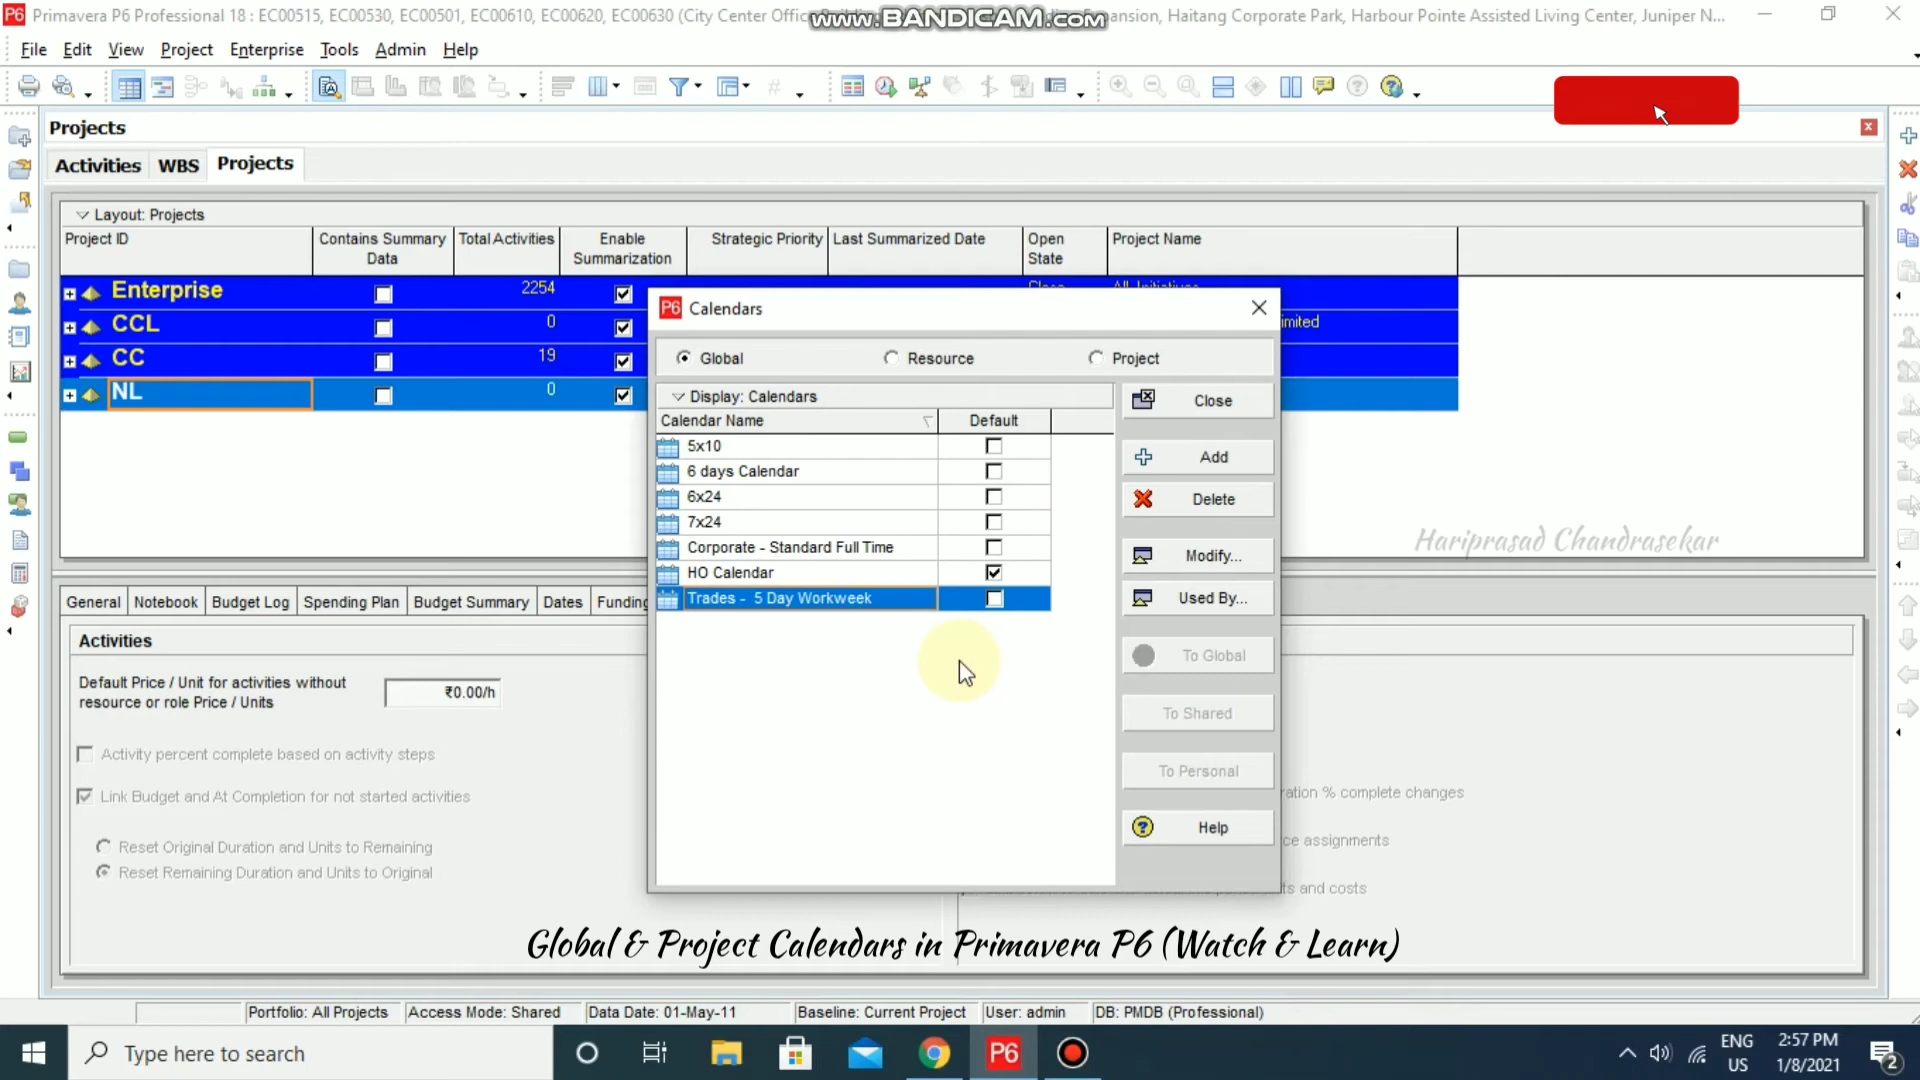 Primavera P6 Professional 18 : EC00515, EC00530, EC00501, EC00610, EC00620, EC00630 (City Center Office
www.BANDICAM.com
Expansion, Haitang Corporate Park, Harbour Pointe Assisted Living Center, Juniper N...
File Edit View Project Enterprise Tools Admin Help
Projects
Activities WBS Projects
Layout: Projects
Project ID Contains Summary Data Total Activities Enable Summarization Strategic Priority Last Summarized Date Open State Project Name
Enterprise 2254
CCL 0 imited
CC 19
NL 0
P6 Calendars
Global Resource Project
Display: Calendars
Calendar Name Default
5x10
6 days Calendar
6x24
7x24
Corporate - Standard Full Time
HO Calendar
Trades - 5 Day Workweek
Close
Add
Delete
Modify...
Used By...
To Global
To Shared
To Personal
Help
Hariprasad Chandrasekar
General Notebook Budget Log Spending Plan Budget Summary Dates Funding
Activities
Default Price / Unit for activities without resource or role Price / Units
₹0.00/h
Activity percent complete based on activity steps
Link Budget and At Completion for not started activities
Reset Original Duration and Units to Remaining
Reset Remaining Duration and Units to Original
ration % complete changes
ce assignments
ts and costs
Global & Project Calendars in Primavera P6 (Watch & Learn)
Portfolio: All Projects Access Mode: Shared Data Date: 01-May-11 Baseline: Current Project User: admin DB: PMDB (Professional)
Type here to search
P6
ENG US
2:57 PM
1/8/2021
2